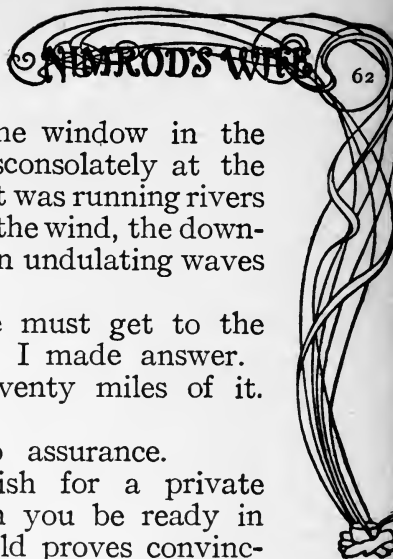 NIMROD'S WIFE
62
ne window in the
sconsolately at the
t was running rivers
the wind, the down-
n undulating waves
e must get to the
I made answer.
venty miles of it.
o assurance.
ish for a private
n you be ready in
ld proves convinc-